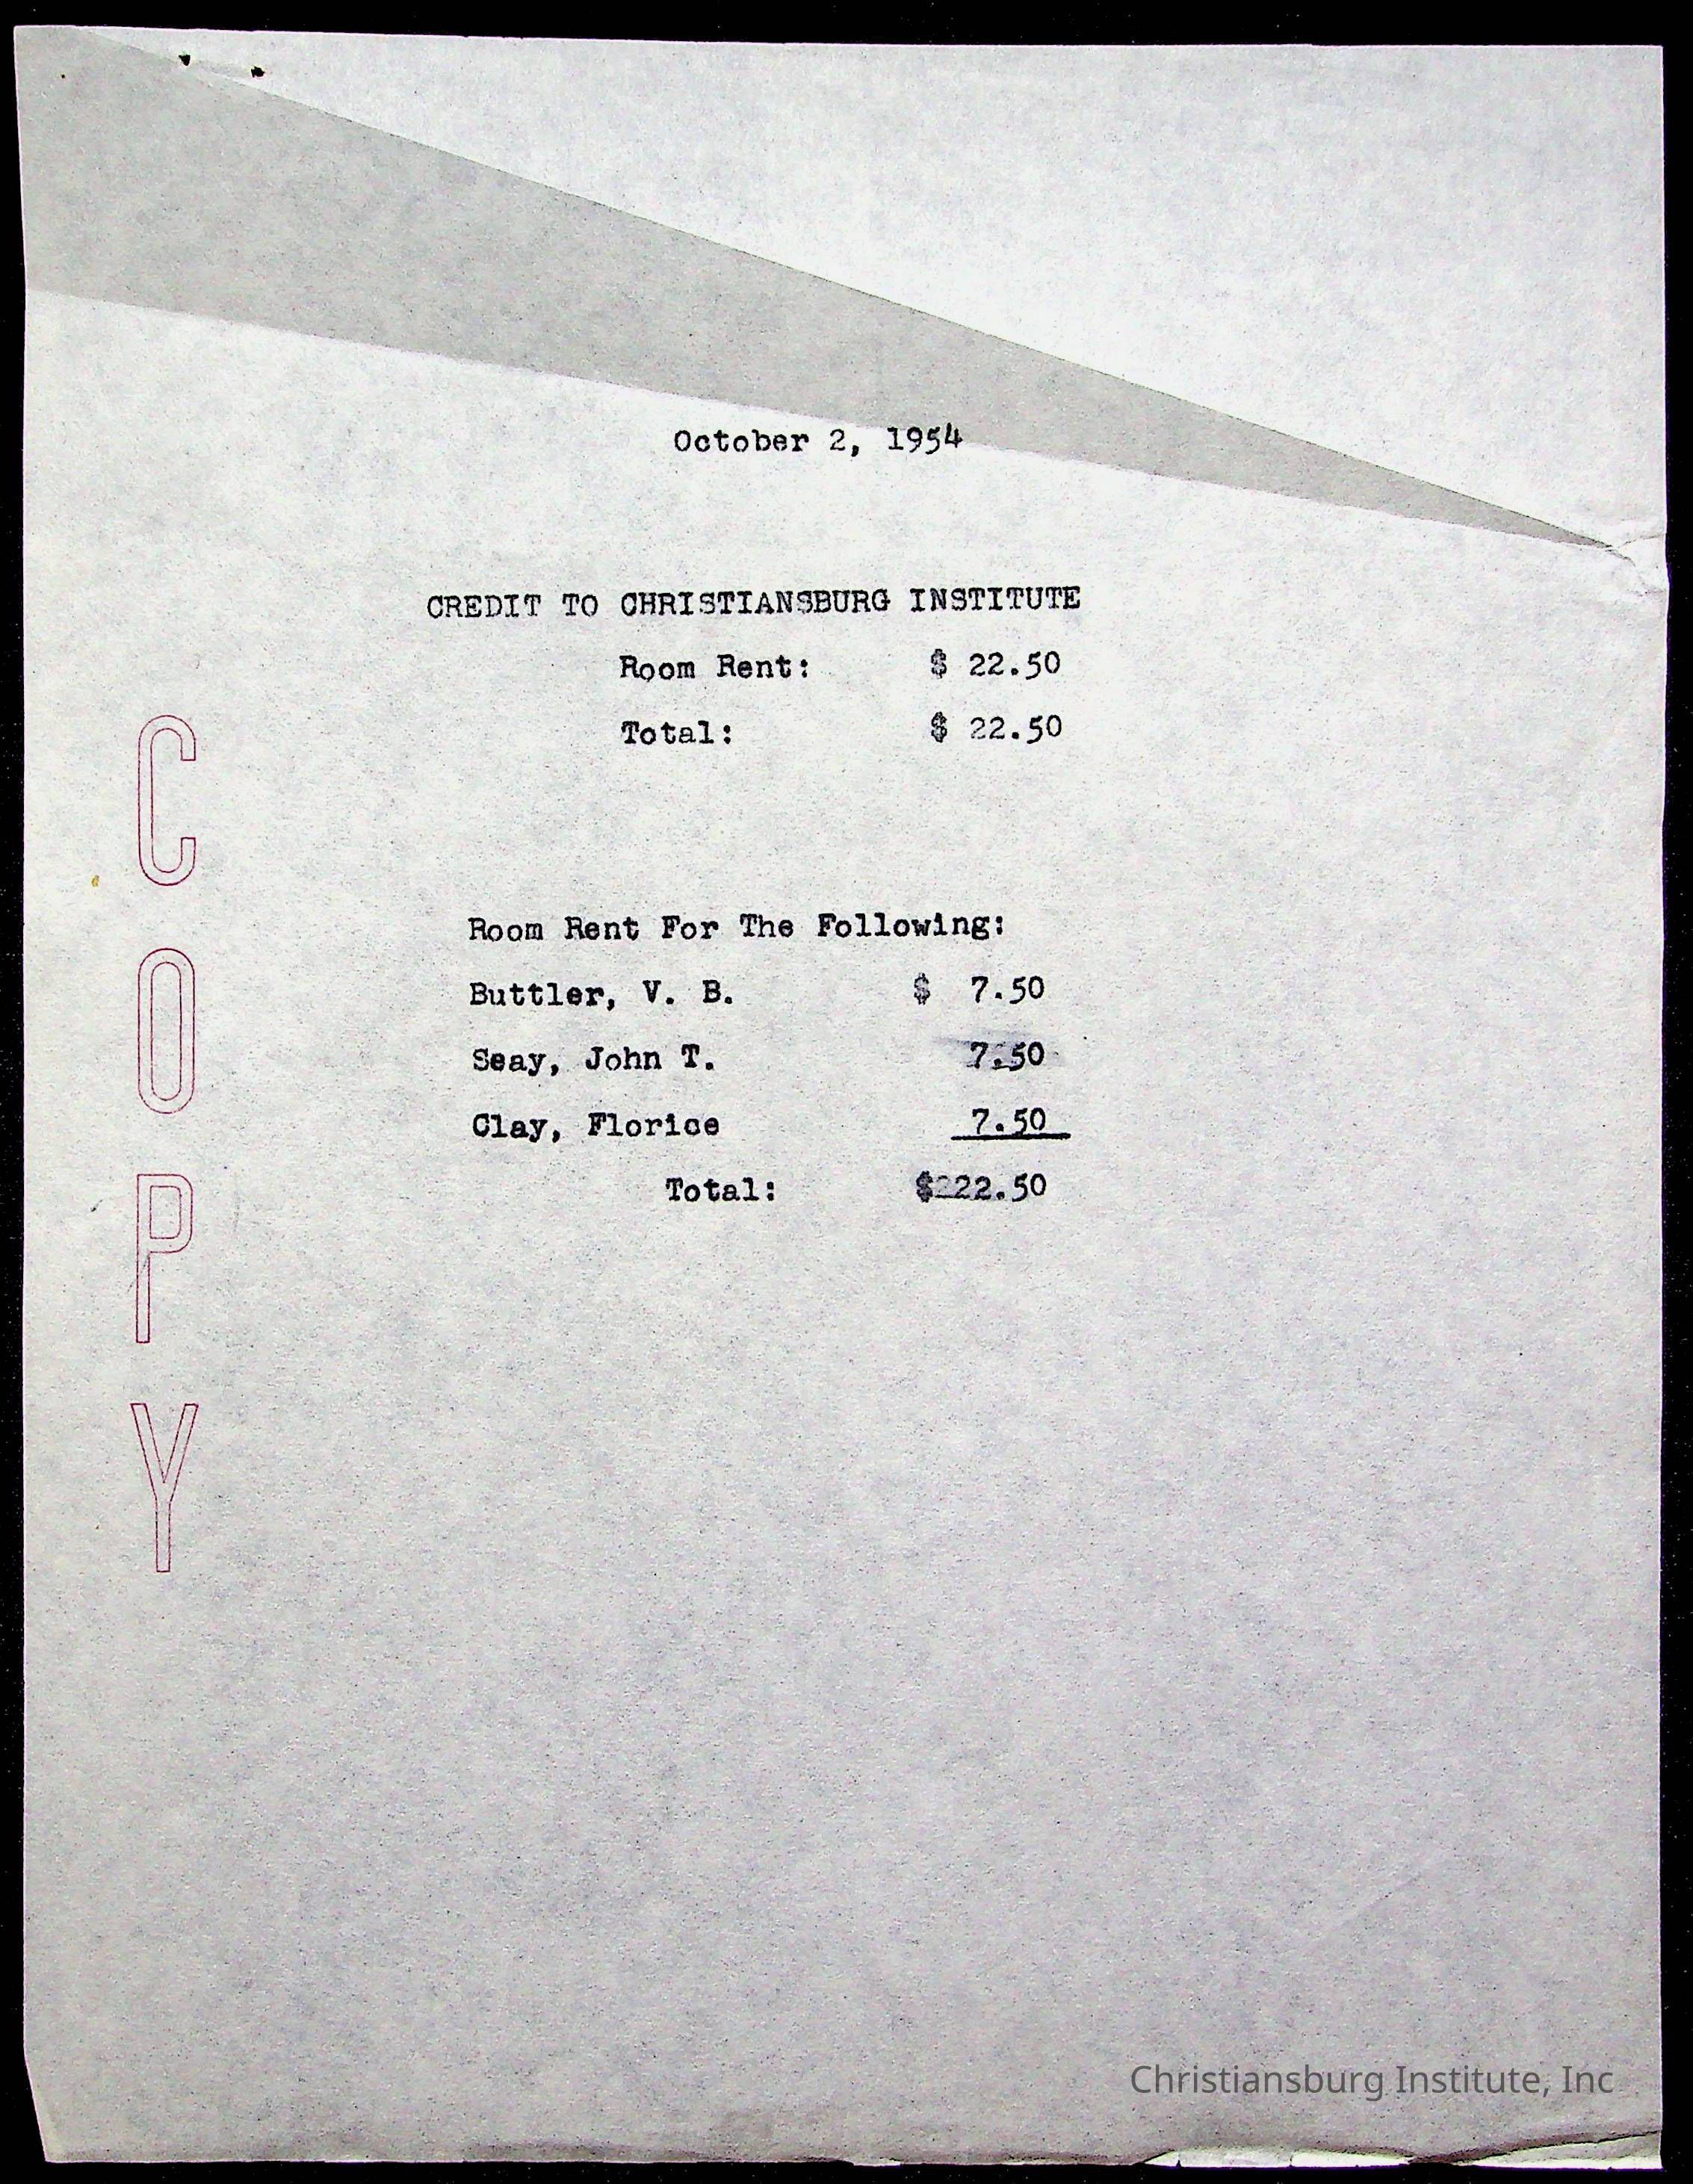 October 2, 1954
CREDIT TO CHRISTIANSBURG INSTITUTE
Room Rent: $ 22.50
Total: $ 22.50
COPY
Room Rent For The Following:
Buttler, V. B. $ 7.50
Seay, John T. 7.50
Clay, Florice 7.50
Total: $22.50
Christiansburg Institute, Inc